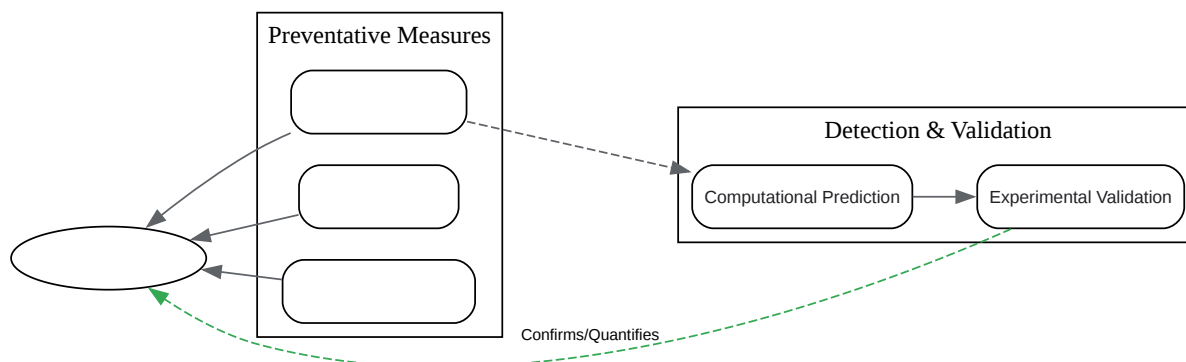 Preventative Measures
Detection & Validation
Computational Prediction
Experimental Validation
Confirms/Quantifies